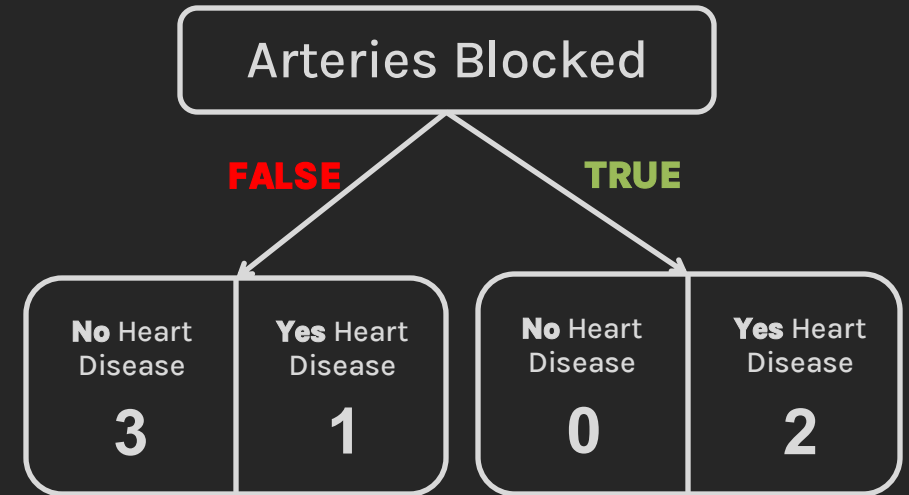 Arteries Blocked
FALSE
TRUE
No Heart
Disease
3
Yes Heart
Disease
1
No Heart
Disease
0
Yes Heart
Disease
2